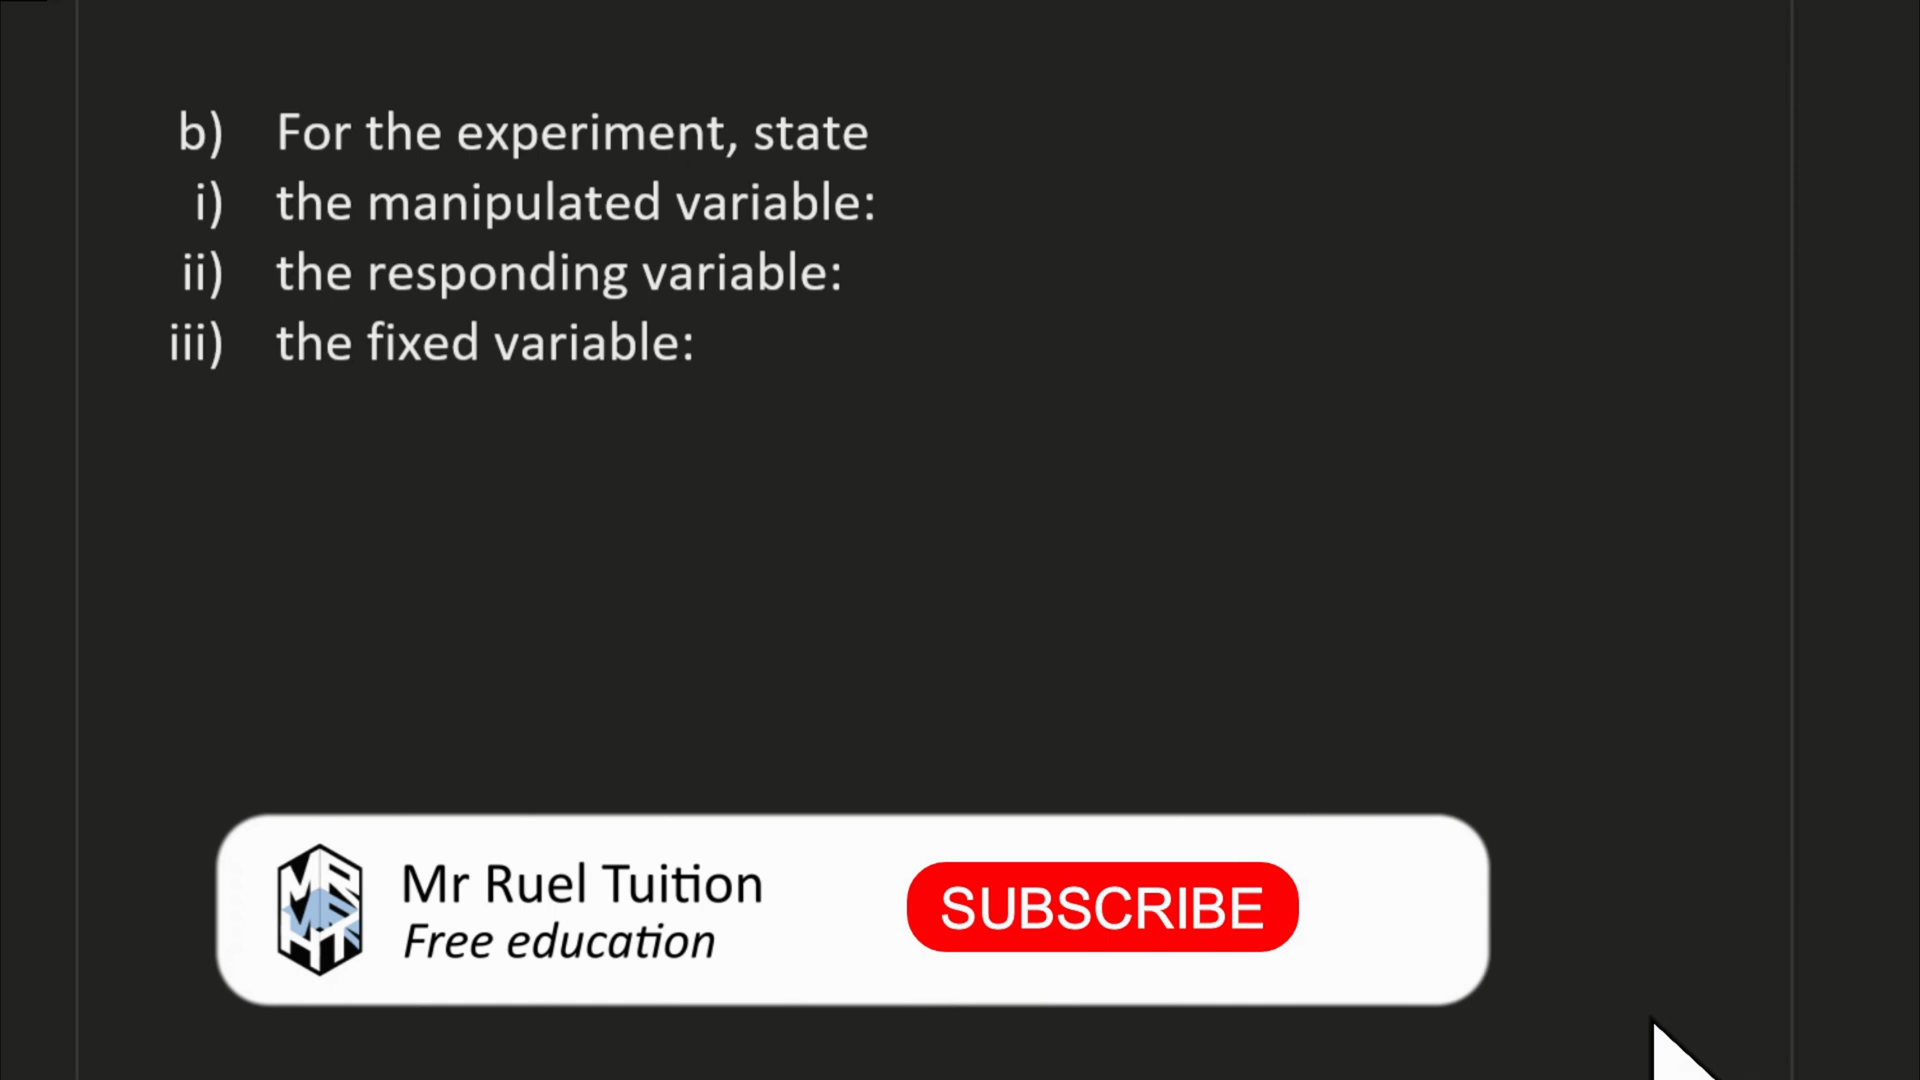 b) For the experiment, state
i) the manipulated variable:
ii) the responding variable:
iii) the fixed variable:
Mr Ruel Tuition
Free education
SUBSCRIBE